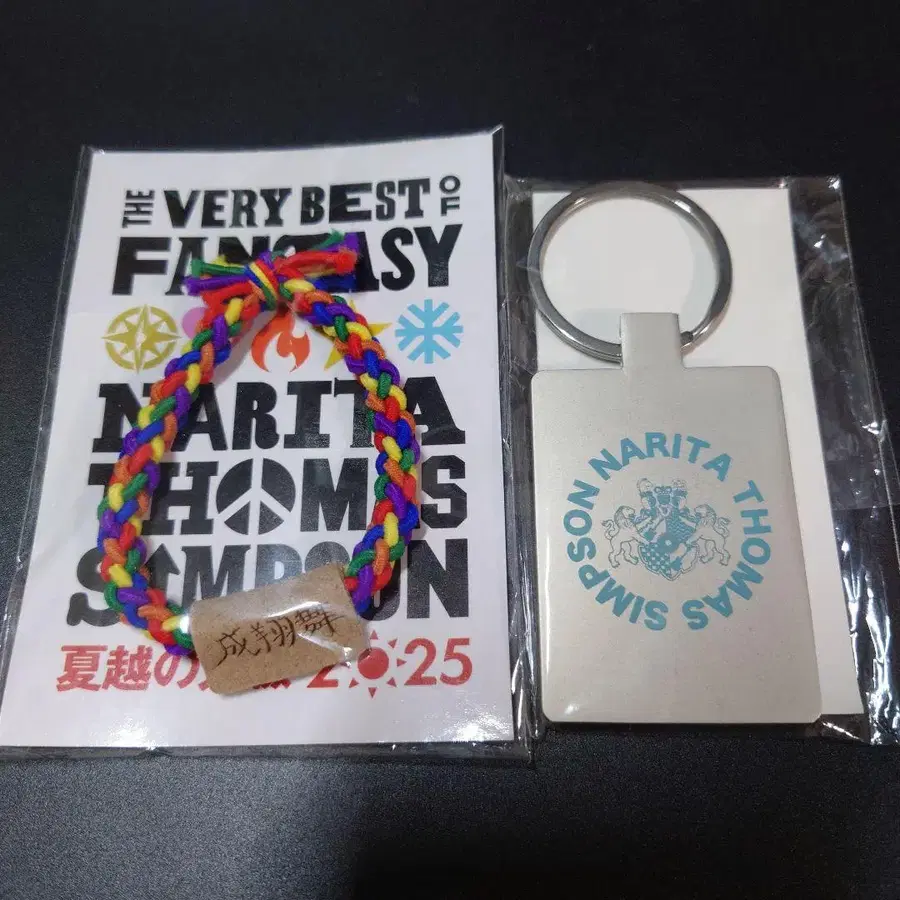 THE VERY BEST OF
FANTASY
NARITA
THOMAS
SIMPSON
夏越の
2025
成翔舞
NARITA THOMAS SIMPSON